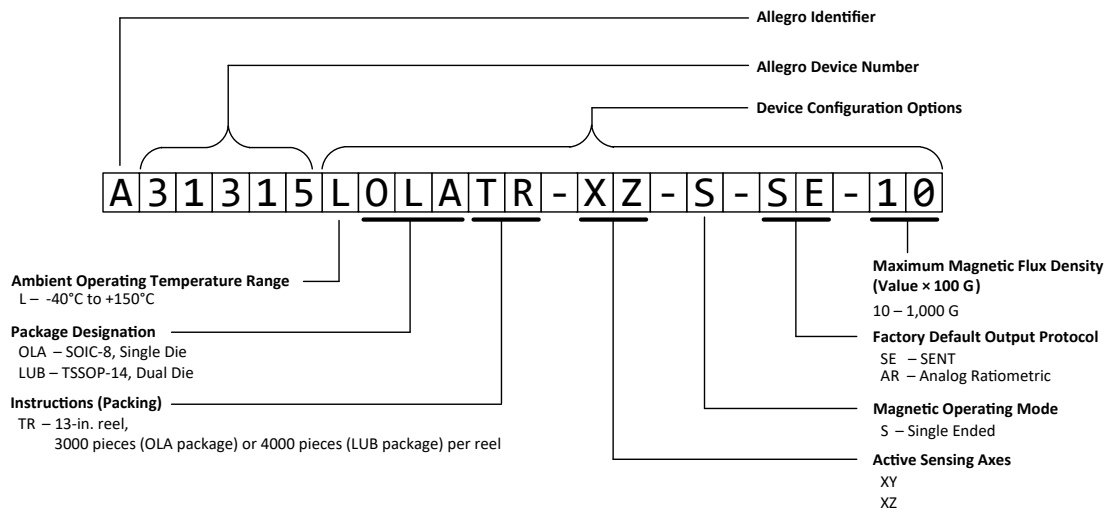 Allegro Identifier
Allegro Device Number
Device Configuration Options
A31315LOLATR-XZ-S-SE-10
Ambient Operating Temperature Range
L – -40°C to +150°C
Package Designation
OLA – SOIC-8, Single Die
LUB – TSSOP-14, Dual Die
Instructions (Packing)
TR – 13-in. reel,
3000 pieces (OLA package) or 4000 pieces (LUB package) per reel
Maximum Magnetic Flux Density
(Value × 100 G)
10 – 1,000 G
Factory Default Output Protocol
SE – SENT
AR – Analog Ratiometric
Magnetic Operating Mode
S – Single Ended
Active Sensing Axes
XY
XZ